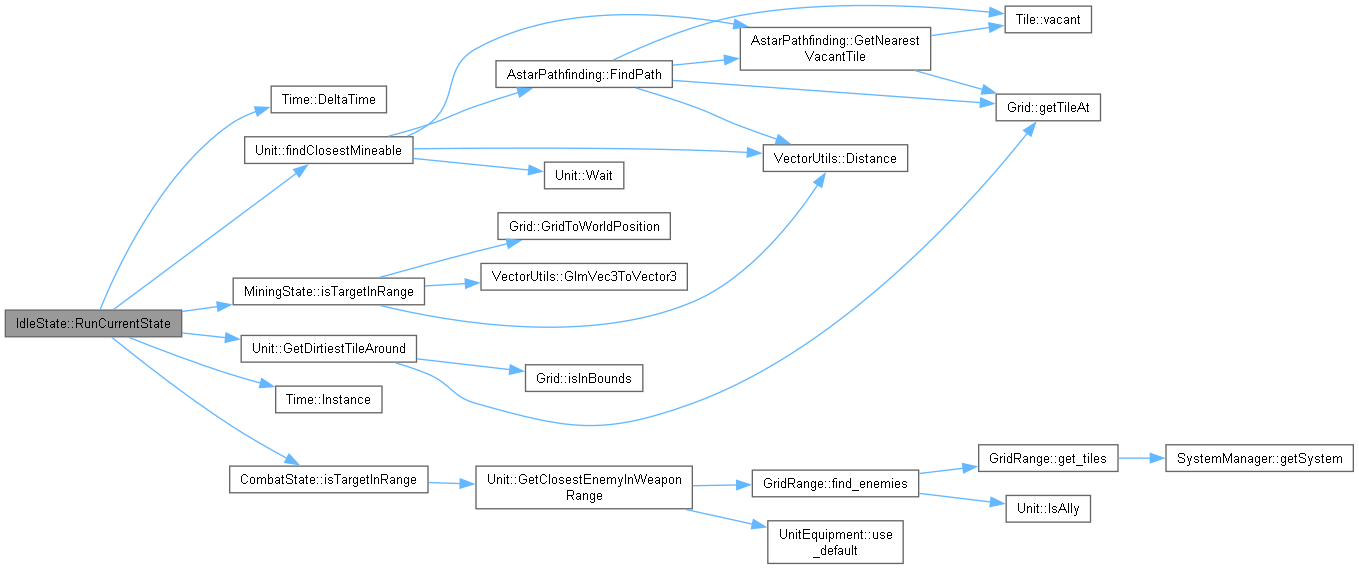 Tile::vacant
AstarPathfinding::GetNearest
VacantTile
AstarPathfinding::FindPath
Time::DeltaTime
Grid::getTileAt
Unit::findClosestMineable
VectorUtils::Distance
Unit::Wait
Grid::GridToWorldPosition
VectorUtils::GlmVec3ToVector3
MiningState::isTargetInRange
IdleState::RunCurrentState
Unit::GetDirtiestTileAround
Grid::isInBounds
Time::Instance
GridRange::get_tiles
SystemManager::getSystem
CombatState::isTargetInRange
Unit::GetClosestEnemyInWeapon
Range
GridRange::find_enemies
Unit::IsAlly
UnitEquipment::use
_default